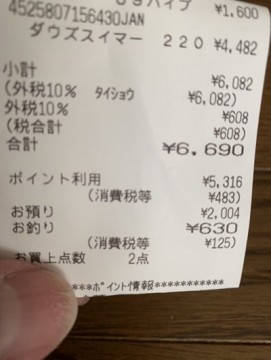 ¥1,600
4525807156430JAN
ダウズスイマー 220 ¥4,482
小計 ¥6,082
(外税10% タイショウ ¥6,082)
外税10% ¥608
(税合計 ¥608)
合計 ¥6,690
ポイント利用 ¥5,316
(消費税等 ¥483)
お預り ¥2,004
お釣り ¥630
(消費税等 ¥125)
お買上点数 2点
***ポイント情報***********